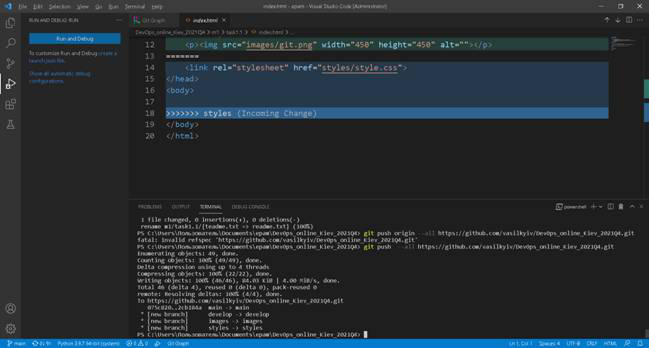 File Edit Selection View Go Run Terminal Help
index.html - epam - Visual Studio Code [Administrator]
RUN AND DEBUG: RUN
Git Graph
index.html
DevOps_online_Kiev_2021Q4 > m1 > task1.1 > index.html > ...
Run and Debug
To customize Run and Debug create a
launch.json file.
Show all automatic debug
configurations.
12 <p><img src="images/git.png" width="450" height="450" alt=""></p>
13 =======
14 <link rel="stylesheet" href="styles/style.css">
15 </head>
16 <body>
17
18 >>>>>>> styles (Incoming Change)
19 </body>
20 </html>
PROBLEMS OUTPUT TERMINAL DEBUG CONSOLE
powershell
1 file changed, 0 insertions(+), 0 deletions(-)
rename m1/task1.1/{teadme.txt => readme.txt} (100%)
PS C:\Users\Пользователь\Documents\epam\DevOps_online_Kiev_2021Q4> git push origin --all https://github.com/vasilkyiv/DevOps_online_Kiev_2021Q4.git
fatal: invalid refspec 'https://github.com/vasilkyiv/DevOps_online_Kiev_2021Q4.git'
PS C:\Users\Пользователь\Documents\epam\DevOps_online_Kiev_2021Q4> git push --all https://github.com/vasilkyiv/DevOps_online_Kiev_2021Q4.git
Enumerating objects: 49, done.
Counting objects: 100% (49/49), done.
Delta compression using up to 4 threads
Compressing objects: 100% (22/22), done.
Writing objects: 100% (46/46), 84.03 KiB | 4.00 MiB/s, done.
Total 46 (delta 4), reused 0 (delta 0), pack-reused 0
remote: Resolving deltas: 100% (4/4), done.
To https://github.com/vasilkyiv/DevOps_online_Kiev_2021Q4.git
075c820..2cb184a main -> main
* [new branch] develop -> develop
* [new branch] images -> images
* [new branch] styles -> styles
PS C:\Users\Пользователь\Documents\epam\DevOps_online_Kiev_2021Q4>
main Python 3.9.7 64-bit (system) Git Graph Ln 1, Col 1 Spaces: 4 UTF-8 CRLF HTML